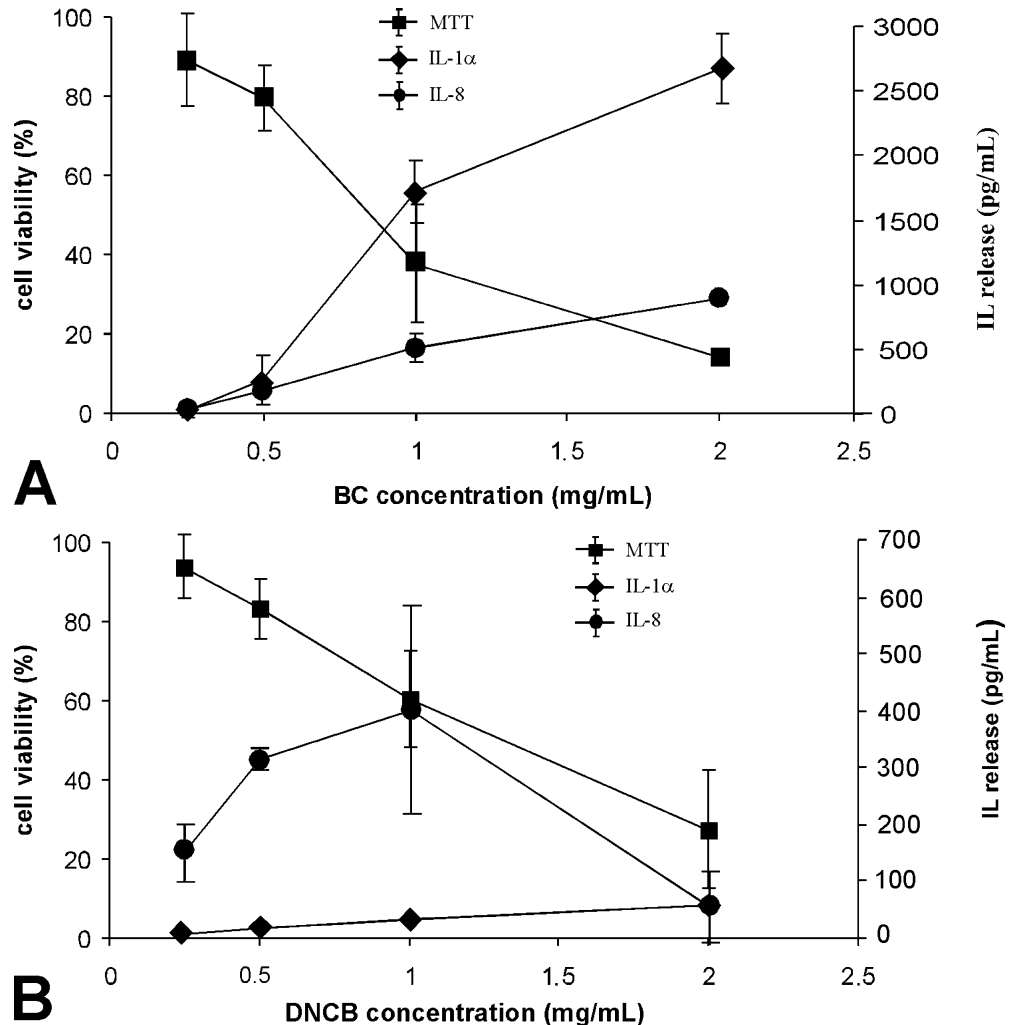 MTT
IL-1α
IL-8
100
80
60
40
20
0
cell viability (%)
3000
2500
2000
1500
1000
500
0
IL release (pg/mL)
0 0.5 1 1.5 2 2.5
BC concentration (mg/mL)
A
MTT
IL-1α
IL-8
100
80
60
40
20
0
cell viability (%)
700
600
500
400
300
200
100
0
IL release (pg/mL)
0 0.5 1 1.5 2 2.5
DNCB concentration (mg/mL)
B